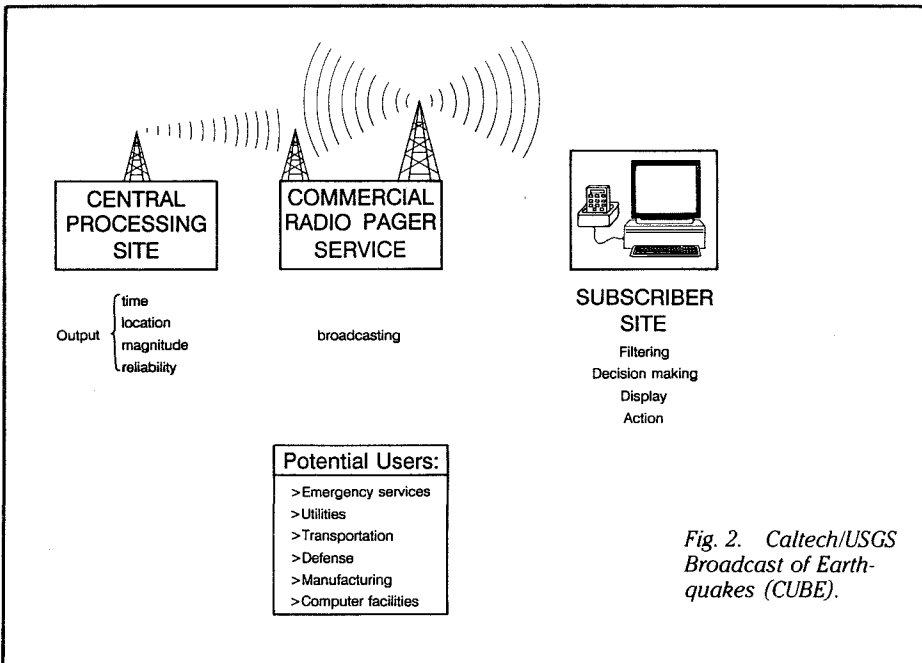 CENTRAL
PROCESSING
SITE
COMMERCIAL
RADIO PAGER
SERVICE
Output
time
location
magnitude
reliability
broadcasting
SUBSCRIBER
SITE
Filtering
Decision making
Display
Action
Potential Users:
>Emergency services
>Utilities
>Transportation
>Defense
>Manufacturing
>Computer facilities
Fig. 2. Caltech/USGS
Broadcast of Earth-
quakes (CUBE).